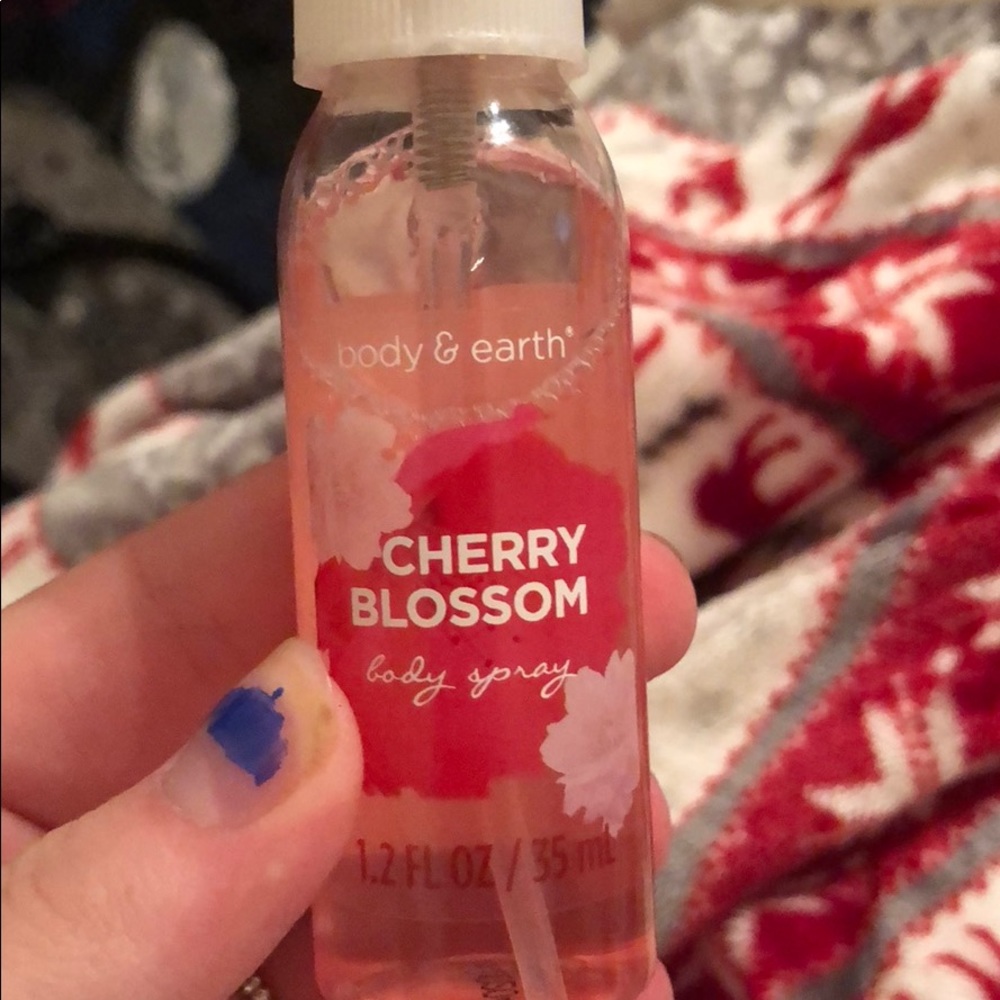 body & earth®
CHERRY
BLOSSOM
body spray
1.2 FL OZ / 35 mL